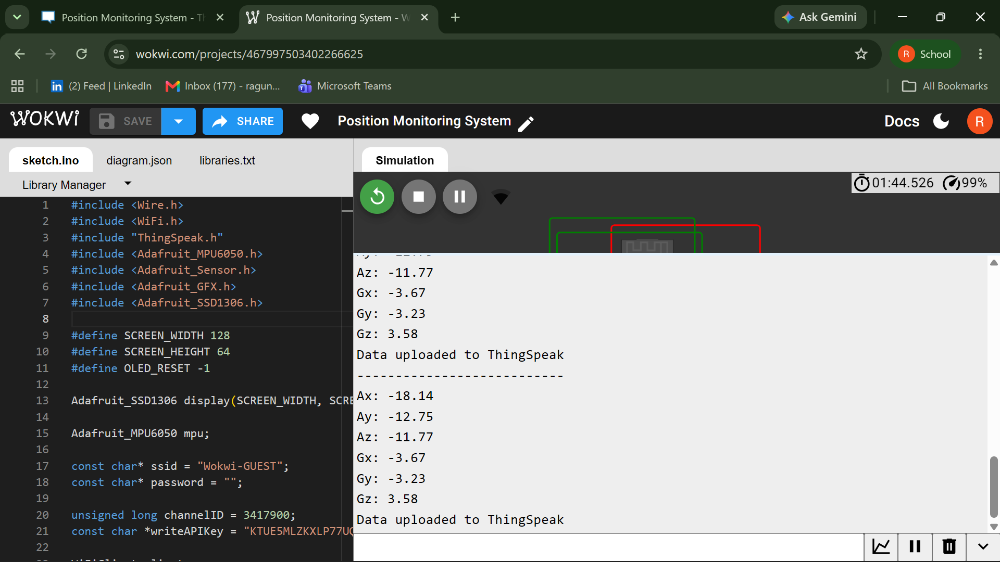 Position Monitoring System - Th
Position Monitoring System - W
Ask Gemini
wokwi.com/projects/467997503402266625
R School
(2) Feed | LinkedIn
Inbox (177) - ragun...
Microsoft Teams
All Bookmarks
WOKWi
SAVE
SHARE
Position Monitoring System
Docs
R
sketch.ino
diagram.json
libraries.txt
Library Manager
Simulation
01:44.526
99%
1 #include <Wire.h>
2 #include <WiFi.h>
3 #include "ThingSpeak.h"
4 #include <Adafruit_MPU6050.h>
5 #include <Adafruit_Sensor.h>
6 #include <Adafruit_GFX.h>
7 #include <Adafruit_SSD1306.h>
8
9 #define SCREEN_WIDTH 128
10 #define SCREEN_HEIGHT 64
11 #define OLED_RESET -1
12
13 Adafruit_SSD1306 display(SCREEN_WIDTH, SCRE
14
15 Adafruit_MPU6050 mpu;
16
17 const char* ssid = "Wokwi-GUEST";
18 const char* password = "";
19
20 unsigned long channelID = 3417900;
21 const char *writeAPIKey = "KTUE5MLZKXLP77UQ
22
Az: -11.77
Gx: -3.67
Gy: -3.23
Gz: 3.58
Data uploaded to ThingSpeak
---------------------------
Ax: -18.14
Ay: -12.75
Az: -11.77
Gx: -3.67
Gy: -3.23
Gz: 3.58
Data uploaded to ThingSpeak